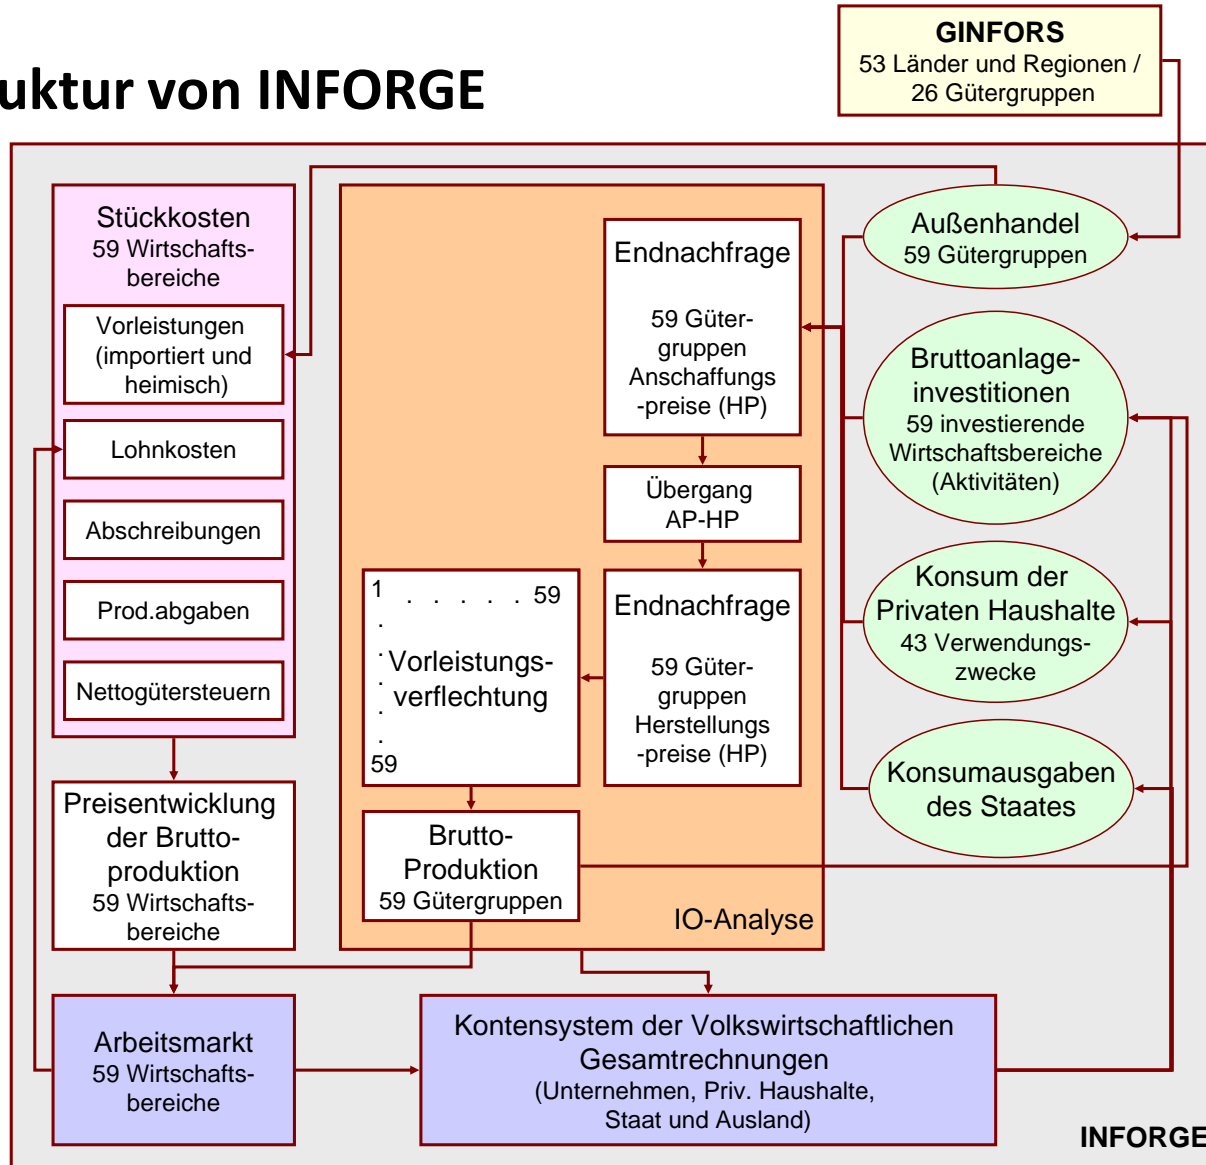 uktur von INFORGE
GINFORS
53 Länder und Regionen /
26 Gütergruppen
Stückkosten
59 Wirtschafts-
bereiche
Vorleistungen
(importiert und
heimisch)
Lohnkosten
Abschreibungen
Prod.abgaben
Nettogütersteuern
Preisentwicklung
der Brutto-
produktion
59 Wirtschafts-
bereiche
Arbeitsmarkt
59 Wirtschafts-
bereiche
Endnachfrage
59 Güter-
gruppen
Anschaffungs
-preise (HP)
Übergang
AP-HP
Endnachfrage
59 Güter-
gruppen
Herstellungs
-preise (HP)
1 . . . . . 59
.
.
Vorleistungs-
.
verflechtung
.
.
59
Brutto-
Produktion
59 Gütergruppen
IO-Analyse
Kontensystem der Volkswirtschaftlichen
Gesamtrechnungen
(Unternehmen, Priv. Haushalte,
Staat und Ausland)
Außenhandel
59 Gütergruppen
Bruttoanlage-
investitionen
59 investierende
Wirtschaftsbereiche
(Aktivitäten)
Konsum der
Privaten Haushalte
43 Verwendungs-
zwecke
Konsumausgaben
des Staates
INFORGE